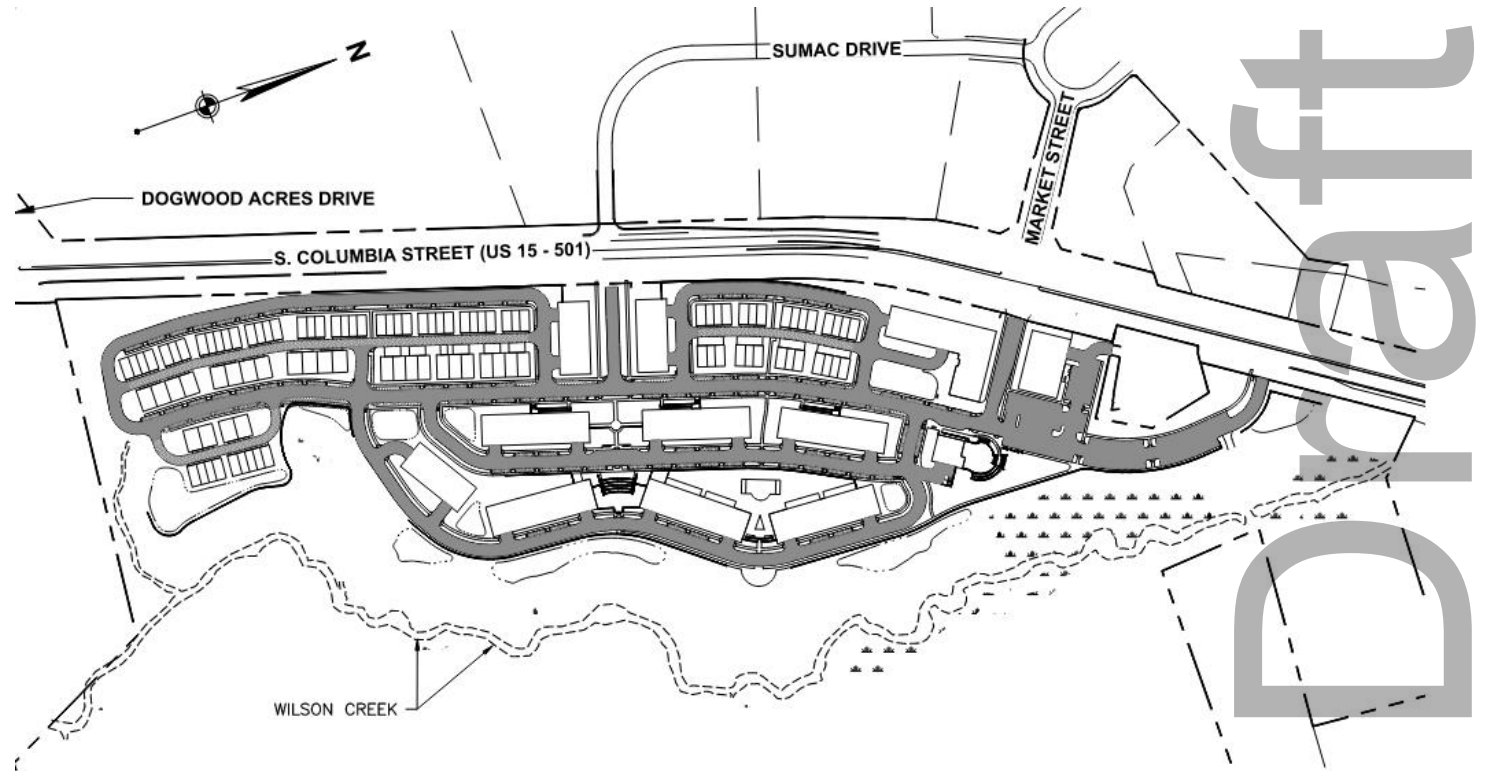 N
SUMAC DRIVE
MARKET STREET
DOGWOOD ACRES DRIVE
S. COLUMBIA STREET (US 15 - 501)
WILSON CREEK
Draft